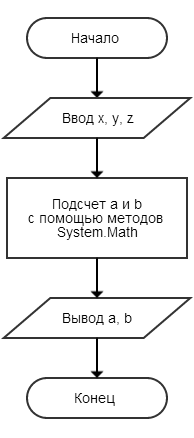 Начало
Ввод x, y, z
Подсчет a и b
с помощью методов
System.Math
Вывод a, b
Конец